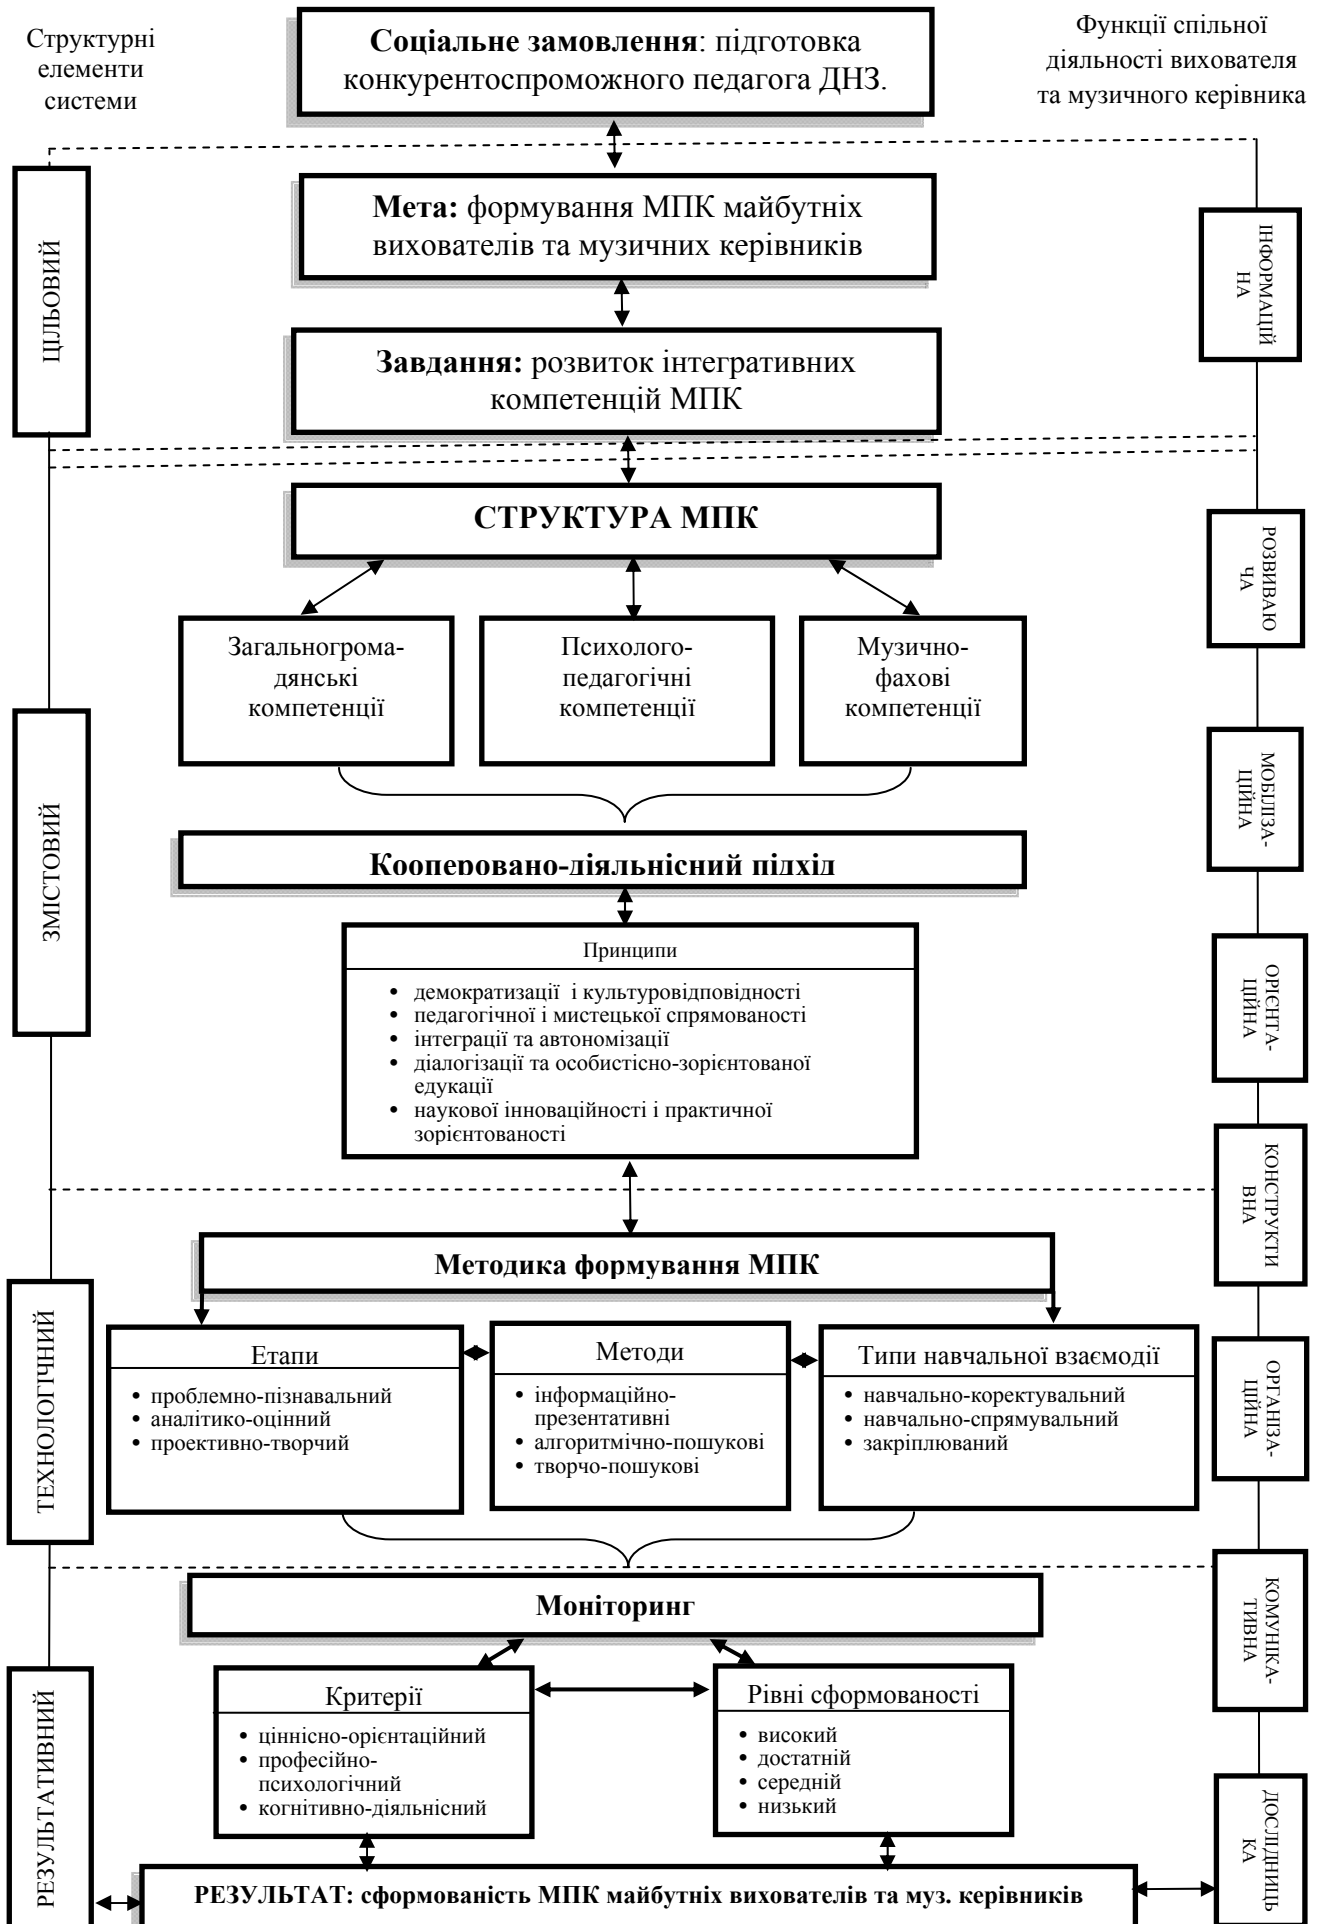 Структурні
елементи
системи
Соціальне замовлення: підготовка
конкурентоспроможного педагога ДНЗ.
Функції спільної
діяльності вихователя
та музичного керівника
Мета: формування МПК майбутніх
вихователів та музичних керівників
Завдання: розвиток інтегративних
компетенцій МПК
ЦІЛЬОВИЙ
ІНФОРМАЦІЙ
НА
СТРУКТУРА МПК
РОЗВИВАЮ
ЧА
Загальногрома-
дянські
компетенції
Психолого-
педагогічні
компетенції
Музично-
фахові
компетенції
МОБІЛІЗА-
ЦІЙНА
ЗМІСТОВИЙ
Кооперовано-діяльнісний підхід
Принципи
• демократизації і культуровідповідності
• педагогічної і мистецької спрямованості
• інтеграції та автономізації
• діалогізації та особистісно-зорієнтованої
едукації
• наукової інноваційності і практичної
зорієнтованості
ОРІЄНТА-
ЦІЙНА
КОНСТРУКТИ
ВНА
Методика формування МПК
ТЕХНОЛОГІЧНИЙ
Етапи
• проблемно-пізнавальний
• аналітико-оцінний
• проективно-творчий
Методи
• інформаційно-
презентативні
• алгоритмічно-пошукові
• творчо-пошукові
Типи навчальної взаємодії
• навчально-коректувальний
• навчально-спрямувальний
• закріплюваний
ОРГАНІЗА-
ЦІЙНА
КОМУНІКА-
ТИВНА
Моніторинг
РЕЗУЛЬТАТИВНИЙ
Критерії
• ціннісно-орієнтаційний
• професійно-
психологічний
• когнітивно-діяльнісний
Рівні сформованості
• високий
• достатній
• середній
• низький
ДОСЛІДНИЦЬ
КА
РЕЗУЛЬТАТ: сформованість МПК майбутніх вихователів та муз. керівників